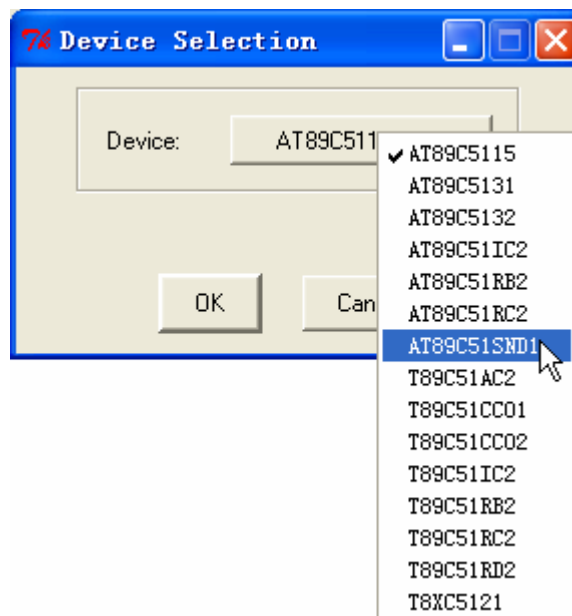 Device Selection
Device:
AT89C511
AT89C5115
AT89C5131
AT89C5132
AT89C51IC2
AT89C51RB2
AT89C51RC2
AT89C51SND1
T89C51AC2
T89C51CC01
T89C51CC02
T89C51IC2
T89C51RB2
T89C51RC2
T89C51RD2
T8XC5121
OK
Can